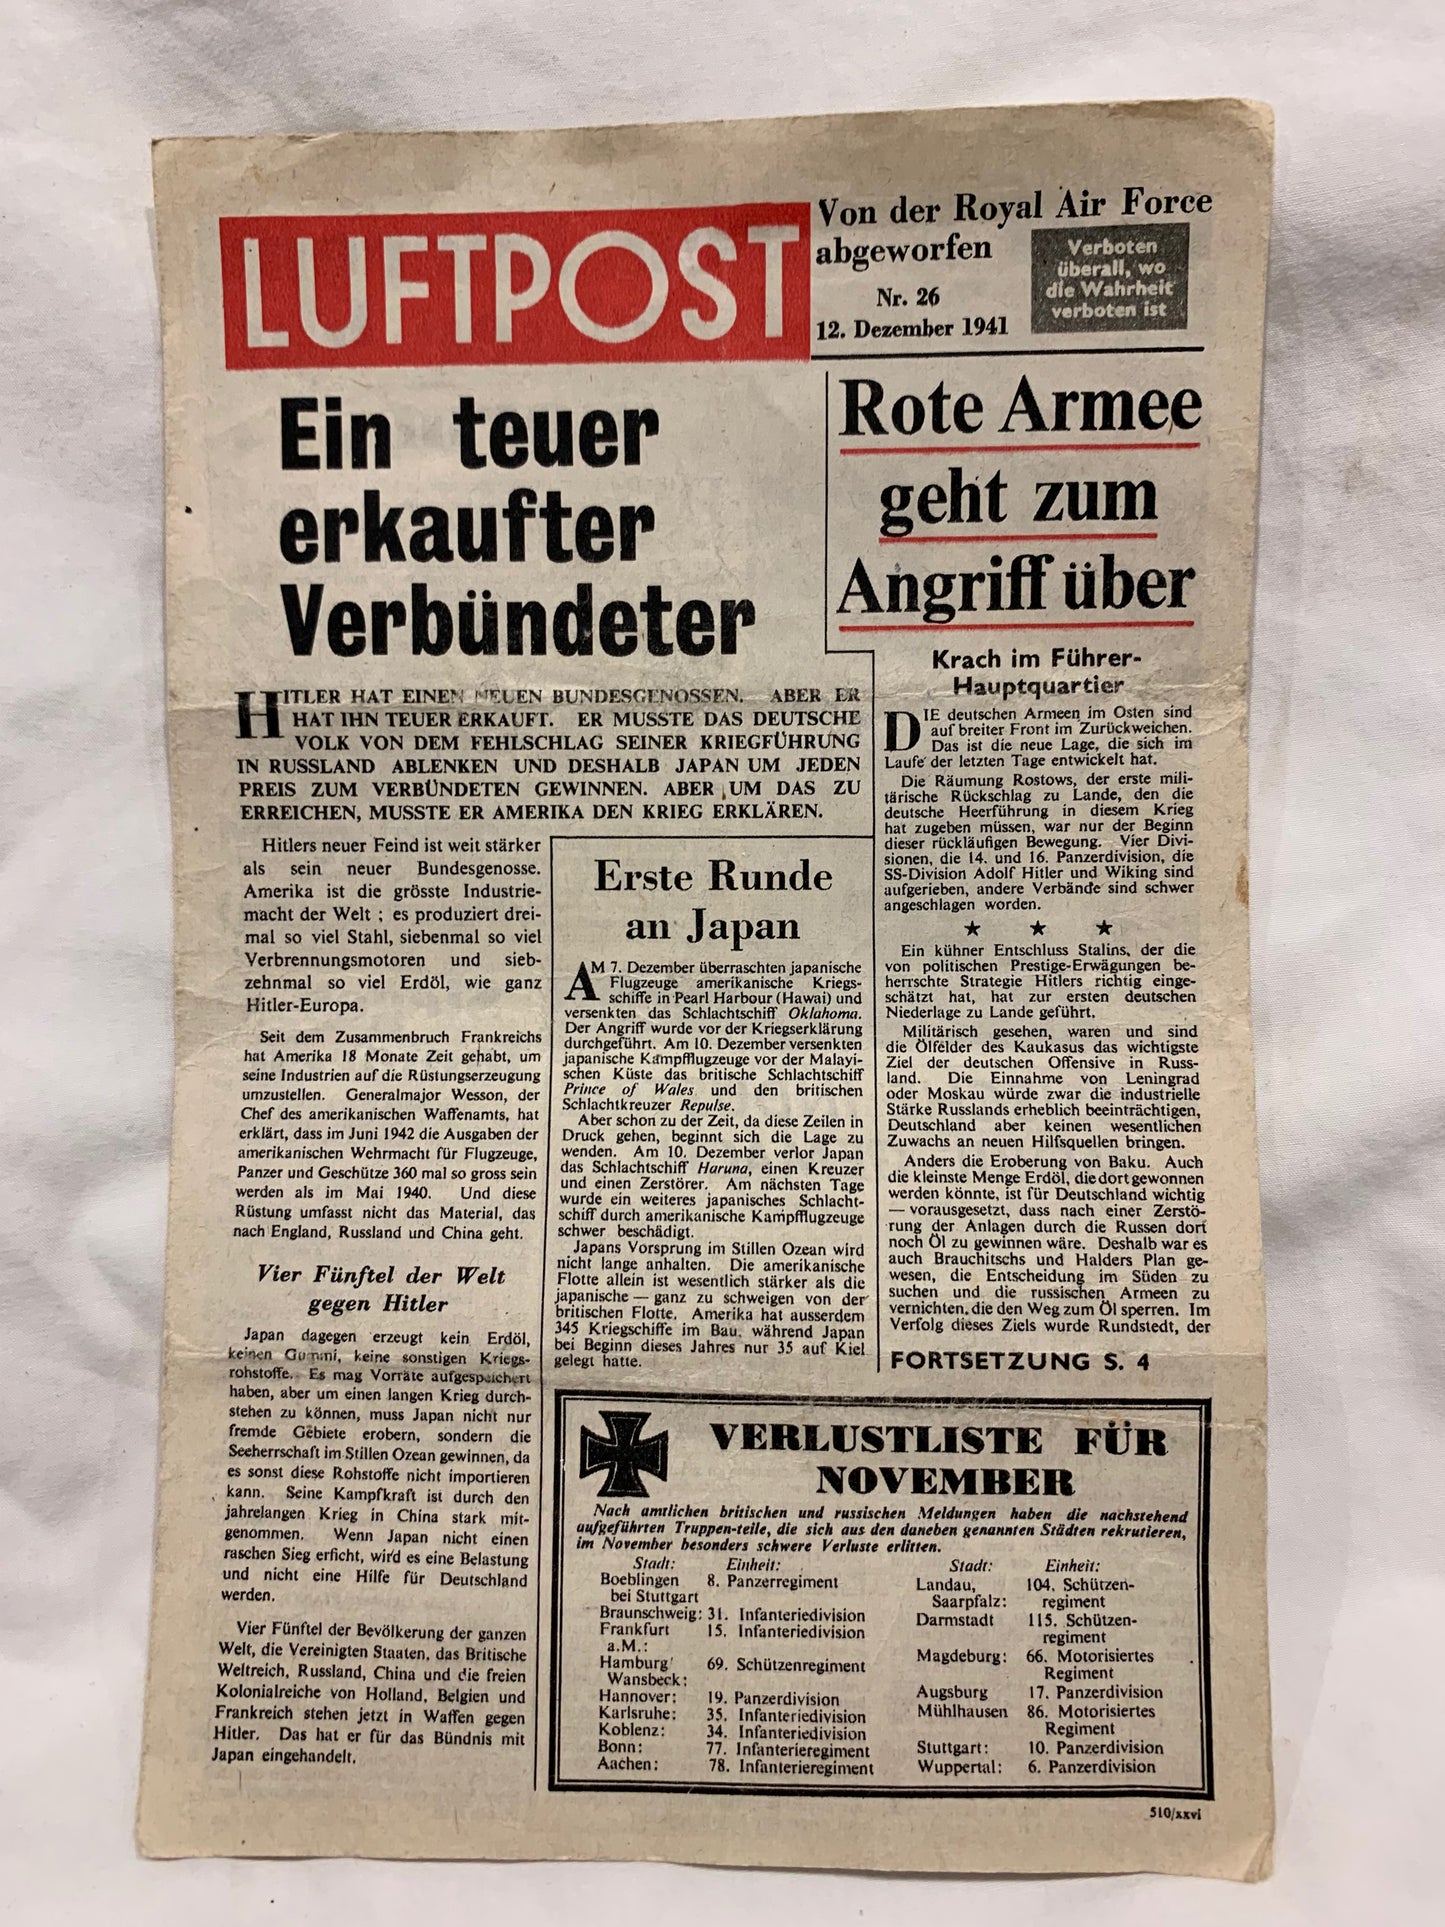 LUFTPOST
Von der Royal Air Force
abgeworfen
Nr. 26
12. Dezember 1941
Verboten
überall, wo
die Wahrheit
verboten ist
Ein teuer
erkaufter
Verbündeter
HITLER HAT EINEN NEUEN BUNDESGENOSSEN. ABER ER
HAT IHN TEUER ERKAUFT. ER MUSSTE DAS DEUTSCHE
VOLK VON DEM FEHLSCHLAG SEINER KRIEGFÜHRUNG
IN RUSSLAND ABLENKEN UND DESHALB JAPAN UM JEDEN
PREIS ZUM VERBÜNDETEN GEWINNEN. ABER UM DAS ZU
ERREICHEN, MUSSTE ER AMERIKA DEN KRIEG ERKLÄREN.
Hitlers neuer Feind ist weit stärker
als sein neuer Bundesgenosse.
Amerika ist die grösste Industrie-
macht der Welt ; es produziert drei-
mal so viel Stahl, siebenmal so viel
Verbrennungsmotoren und sieb-
zehnmal so viel Erdöl, wie ganz
Hitler-Europa.
Seit dem Zusammenbruch Frankreichs
hat Amerika 18 Monate Zeit gehabt, um
seine Industrien auf die Rüstungserzeugung
umzustellen. Generalmajor Wesson, der
Chef des amerikanischen Waffenamts, hat
erklärt, dass im Juni 1942 die Ausgaben der
amerikanischen Wehrmacht für Flugzeuge,
Panzer und Geschütze 360 mal so gross sein
werden als im Mai 1940. Und diese
Rüstung umfasst nicht das Material, das
nach England, Russland und China geht.
Vier Fünftel der Welt
gegen Hitler
Japan dagegen erzeugt kein Erdöl,
keinen Gummi, keine sonstigen Kriegs-
rohstoffe. Es mag Vorräte aufgespeichert
haben, aber um einen langen Krieg durch-
stehen zu können, muss Japan nicht nur
fremde Gebiete erobern, sondern die
Seeherrschaft im Stillen Ozean gewinnen, da
es sonst diese Rohstoffe nicht importieren
kann. Seine Kampfkraft ist durch den
jahrelangen Krieg in China stark mit-
genommen. Wenn Japan nicht einen
raschen Sieg erficht, wird es eine Belastung
und nicht eine Hilfe für Deutschland
werden.
Vier Fünftel der Bevölkerung der ganzen
Welt, die Vereinigten Staaten, das Britische
Weltreich, Russland, China und die freien
Kolonialreiche von Holland, Belgien und
Frankreich stehen jetzt in Waffen gegen
Hitler. Das hat er für das Bündnis mit
Japan eingehandelt.
Erste Runde
an Japan
AM 7. Dezember überraschten japanische
Flugzeuge amerikanische Kriegs-
schiffe in Pearl Harbour (Hawai) und
versenkten das Schlachtschiff Oklahoma.
Der Angriff wurde vor der Kriegserklärung
durchgeführt. Am 10. Dezember versenkten
japanische Kampfflugzeuge vor der Malayi-
schen Küste das britische Schlachtschiff
Prince of Wales und den britischen
Schlachtkreuzer Repulse.
Aber schon zu der Zeit, da diese Zeilen in
Druck gehen, beginnt sich die Lage zu
wenden. Am 10. Dezember verlor Japan
das Schlachtschiff Haruna, einen Kreuzer
und einen Zerstörer. Am nächsten Tage
wurde ein weiteres japanisches Schlacht-
schiff durch amerikanische Kampfflugzeuge
schwer beschädigt.
Japans Vorsprung im Stillen Ozean wird
nicht lange anhalten. Die amerikanische
Flotte allein ist wesentlich stärker als die
japanische — ganz zu schweigen von der
britischen Flotte. Amerika hat ausserdem
345 Kriegschiffe im Bau, während Japan
bei Beginn dieses Jahres nur 35 auf Kiel
gelegt hatte.
Rote Armee
geht zum
Angriff über
Krach im Führer-
Hauptquartier
DIE deutschen Armeen im Osten sind
auf breiter Front im Zurückweichen.
Das ist die neue Lage, die sich im
Laufe der letzten Tage entwickelt hat.
Die Räumung Rostows, der erste mili-
tärische Rückschlag zu Lande, den die
deutsche Heerführung in diesem Krieg
hat zugeben müssen, war nur der Beginn
dieser rückläufigen Bewegung. Vier Divi-
sionen, die 14. und 16. Panzerdivision, die
SS-Division Adolf Hitler und Wiking sind
aufgerieben, andere Verbände sind schwer
angeschlagen worden.
★ ★ ★
Ein kühner Entschluss Stalins, der die
von politischen Prestige-Erwägungen be-
herrschte Strategie Hitlers richtig einge-
schätzt hat, hat zur ersten deutschen
Niederlage zu Lande geführt.
Militärisch gesehen, waren und sind
die Ölfelder des Kaukasus das wichtigste
Ziel der deutschen Offensive in Russ-
land. Die Einnahme von Leningrad
oder Moskau würde zwar die industrielle
Stärke Russlands erheblich beeinträchtigen,
Deutschland aber keinen wesentlichen
Zuwachs an neuen Hilfsquellen bringen.
Anders die Eroberung von Baku. Auch
die kleinste Menge Erdöl, die dort gewonnen
werden könnte, ist für Deutschland wichtig
— vorausgesetzt, dass nach einer Zerstö-
rung der Anlagen durch die Russen dort
noch Öl zu gewinnen wäre. Deshalb war es
auch Brauchitschs und Halders Plan ge-
wesen, die Entscheidung im Süden zu
suchen und die russischen Armeen zu
vernichten, die den Weg zum Öl sperren. Im
Verfolg dieses Ziels wurde Rundstedt, der
FORTSETZUNG S. 4
VERLUSTLISTE FÜR
NOVEMBER
Nach amtlichen britischen und russischen Meldungen haben die nachstehend
aufgeführten Truppen-teile, die sich aus den daneben genannten Städten rekrutieren,
im November besonders schwere Verluste erlitten.
Stadt: Einheit:
Boeblingen 8. Panzerregiment
bei Stuttgart
Braunschweig: 31. Infanteriedivision
Frankfurt 15. Infanteriedivision
a.M.:
Hamburg 69. Schützenregiment
Wansbeck:
Hannover: 19. Panzerdivision
Karlsruhe: 35. Infanteriedivision
Koblenz: 34. Infanteriedivision
Bonn: 77. Infanterieregiment
Aachen: 78. Infanterieregiment
Stadt: Einheit:
Landau, 104. Schützen-
Saarpfalz: regiment
Darmstadt 115. Schützen-
regiment
Magdeburg: 66. Motorisiertes
Regiment
Augsburg 17. Panzerdivision
Mühlhausen 86. Motorisiertes
Regiment
Stuttgart: 10. Panzerdivision
Wuppertal: 6. Panzerdivision
510/xxvi